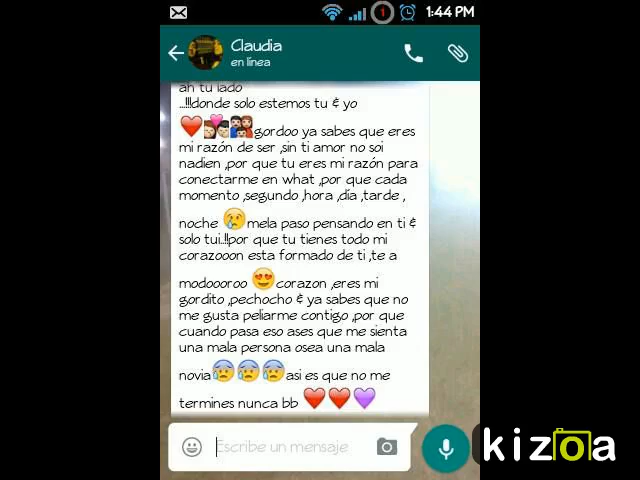 1:44 PM
Claudia
en línea
ah tu lado
...!!!donde solo estemos tu & yo
gordoo ya sabes que eres
mi razón de ser ,sin ti amor no soi
nadien ,por que tu eres mi razón para
conectarme en what ,por que cada
momento ,segundo ,hora ,día ,tarde ,
noche mela paso pensando en ti &
solo tui..!!por que tu tienes todo mi
corazooon esta formado de ti ,te a
modoooroo corazon ,eres mi
gordito ,pechocho & ya sabes que no
me gusta peliarme contigo ,por que
cuando pasa eso ases que me sienta
una mala persona osea una mala
novia asi es que no me
termines nunca bb
Escribe un mensaje
kizoa